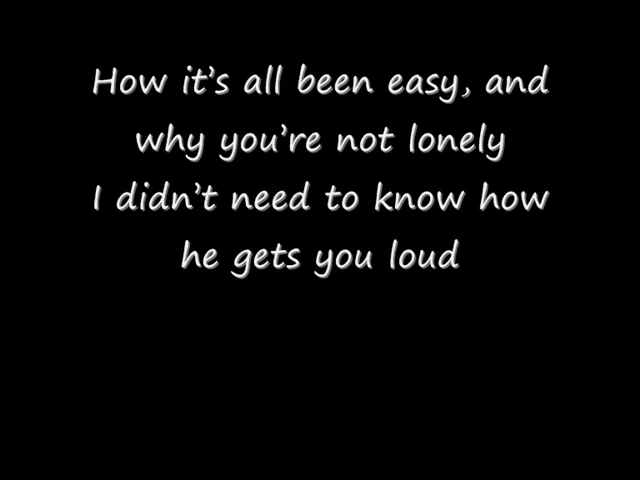 How it's all been easy, and
why you're not lonely
I didn't need to know how
he gets you loud